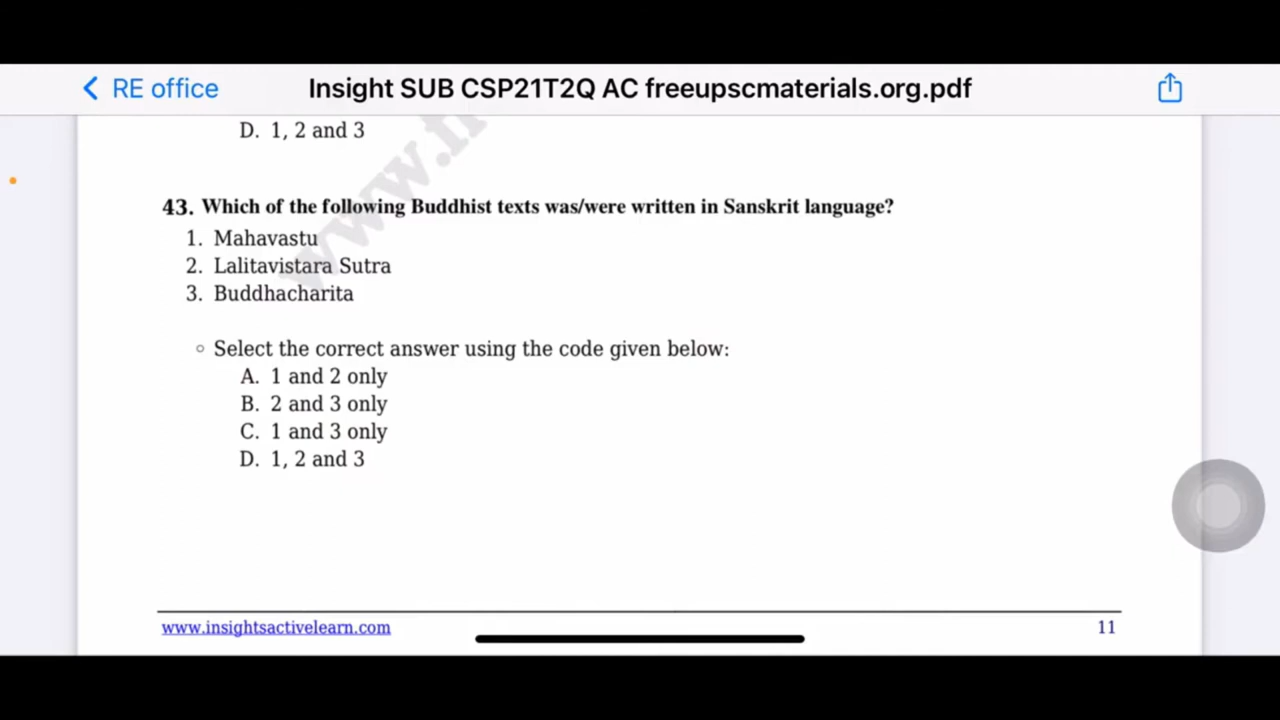 RE office
Insight SUB CSP21T2Q AC freeupscmaterials.org.pdf
D. 1, 2 and 3
www.fr
43. Which of the following Buddhist texts was/were written in Sanskrit language?
1. Mahavastu
2. Lalitavistara Sutra
3. Buddhacharita
Select the correct answer using the code given below:
A. 1 and 2 only
B. 2 and 3 only
C. 1 and 3 only
D. 1, 2 and 3
www.insightsactivelearn.com
11